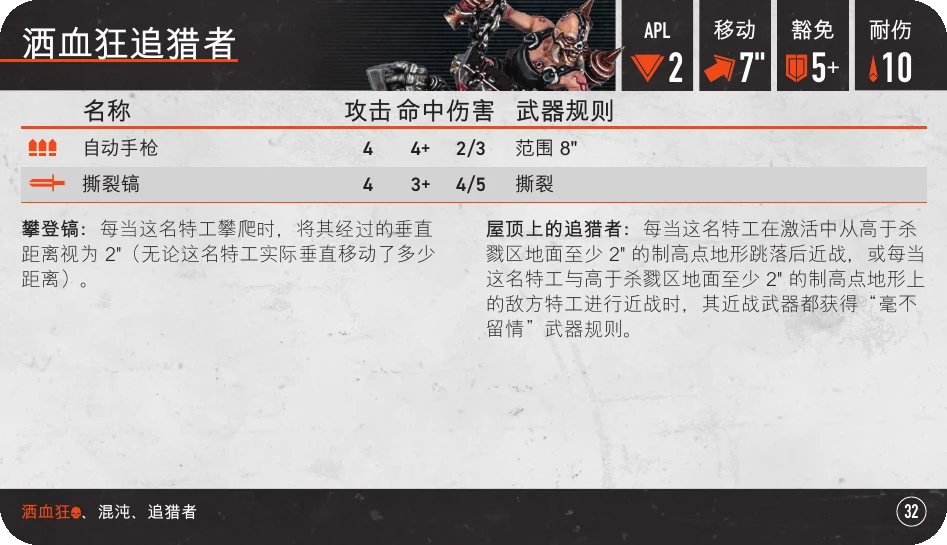 洒血狂追猎者
APL 移动 豁免 耐伤
2 7" 5+ 10
名称 攻击 命中 伤害 武器规则
自动手枪 4 4+ 2/3 范围 8"
撕裂镐 4 3+ 4/5 撕裂
攀登镐：每当这名特工攀爬时，将其经过的垂直
距离视为 2"（无论这名特工实际垂直移动了多少
距离）。
屋顶上的追猎者：每当这名特工在激活中从高于杀
戮区地面至少 2" 的制高点地形跳落后近战，或每当
这名特工与高于杀戮区地面至少 2" 的制高点地形上
的敌方特工进行近战时，其近战武器都获得“毫不
留情”武器规则。
洒血狂、混沌、追猎者
32